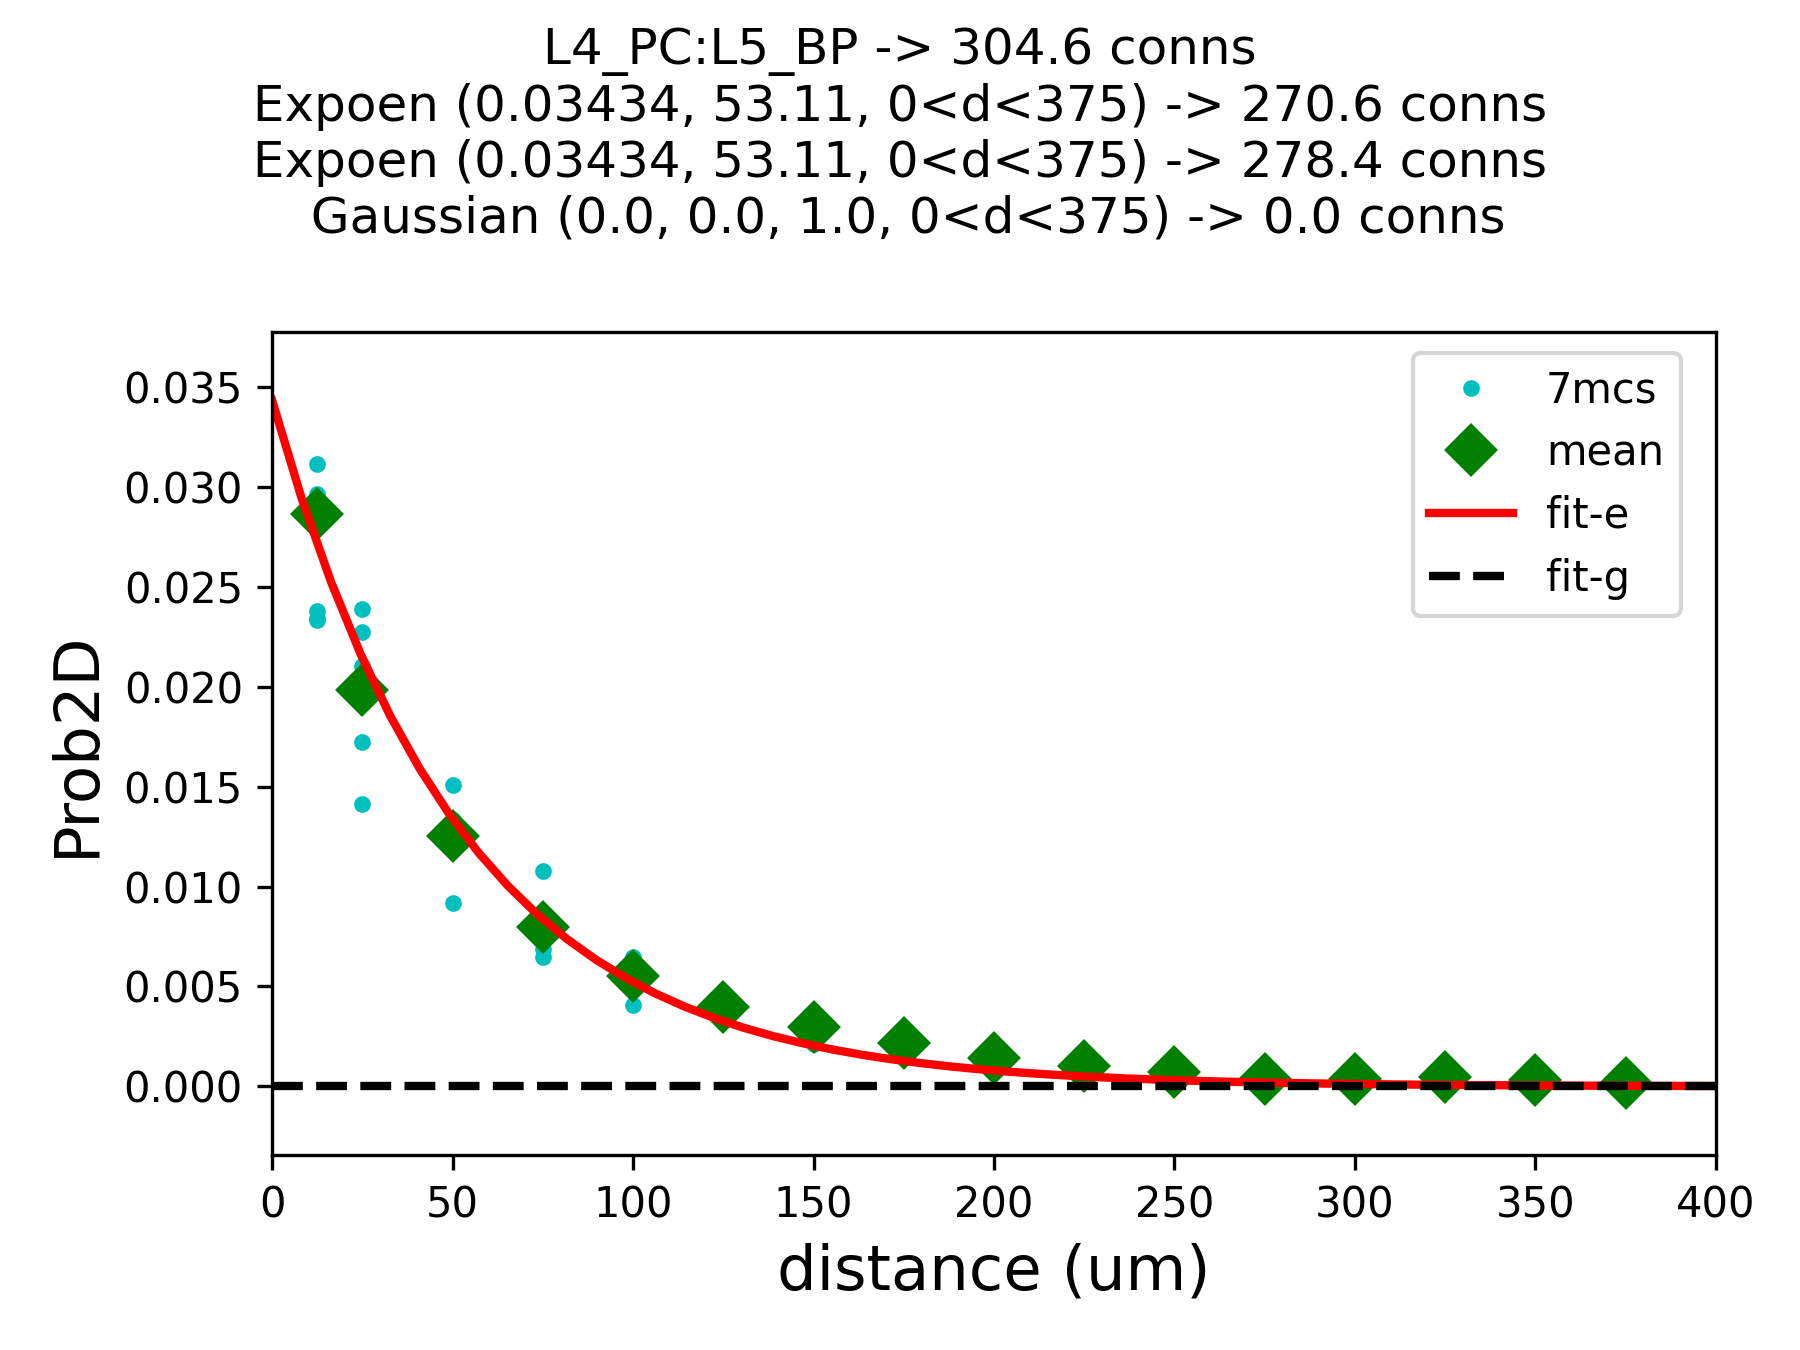 L4_PC:L5_BP -> 304.6 conns
Expoen (0.03434, 53.11, 0<d<375) -> 270.6 conns
Expoen (0.03434, 53.11, 0<d<375) -> 278.4 conns
Gaussian (0.0, 0.0, 1.0, 0<d<375) -> 0.0 conns
7mcs
mean
fit-e
fit-g
Prob2D
0.035
0.030
0.025
0.020
0.015
0.010
0.005
0.000
0 50 100 150 200 250 300 350 400
distance (um)